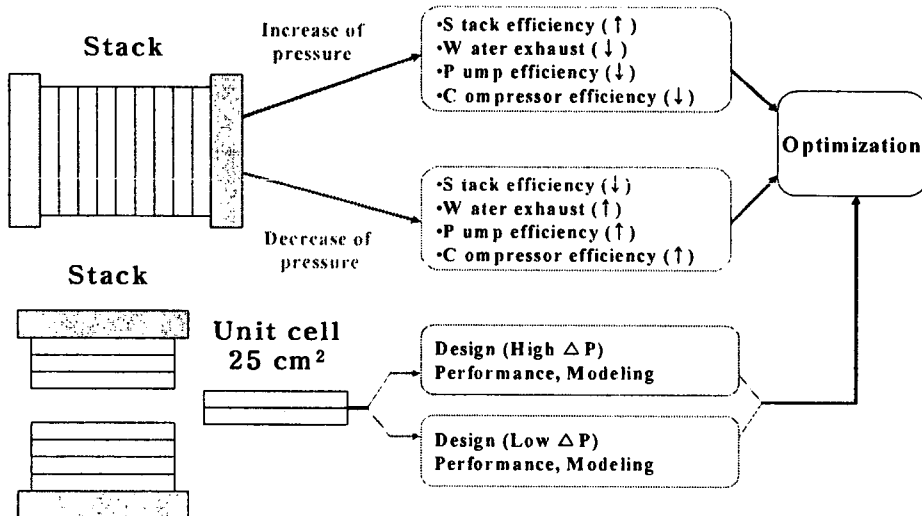 Stack
Increase of
pressure
•S tack efficiency (↑)
•W ater exhaust (↓)
•P ump efficiency (↓)
•C ompressor efficiency (↓)
Optimization
•S tack efficiency (↓)
•W ater exhaust (↑)
•P ump efficiency (↑)
•C ompressor efficiency (↑)
Decrease of
pressure
Stack
Unit cell
25 cm²
Design (High △ P)
Performance, Modeling
Design (Low △ P)
Performance, Modeling